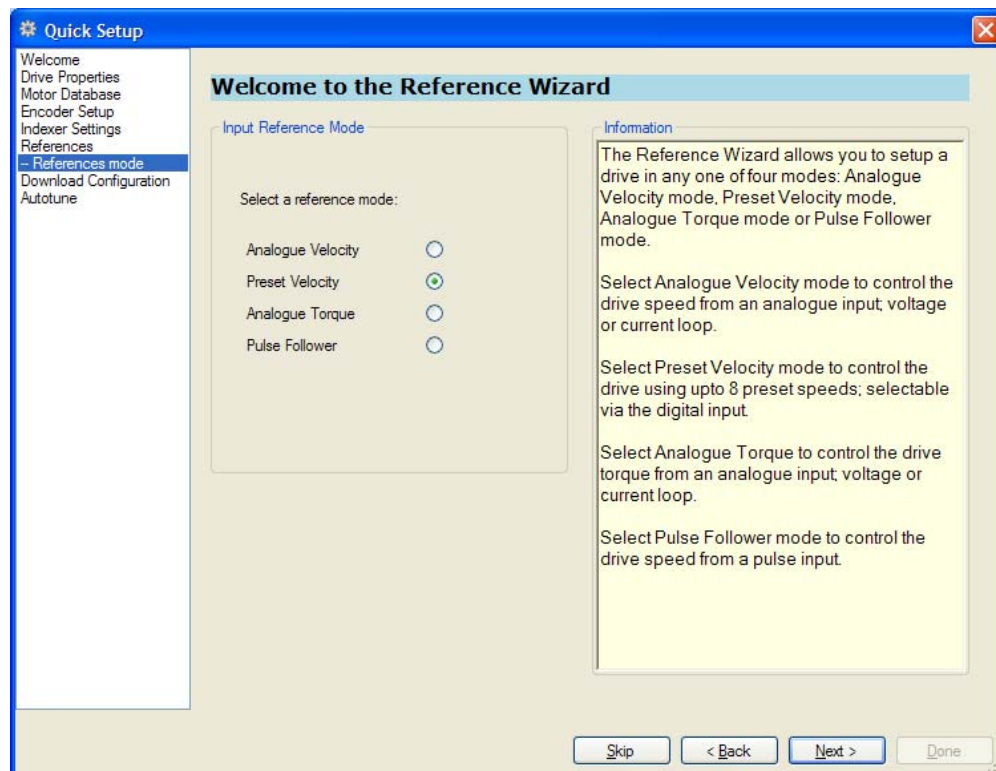 Quick Setup
Welcome
Drive Properties
Motor Database
Encoder Setup
Indexer Settings
References
-- References mode
Download Configuration
Autotune
Welcome to the Reference Wizard
Input Reference Mode
Select a reference mode:
Analogue Velocity
Preset Velocity
Analogue Torque
Pulse Follower
Information
The Reference Wizard allows you to setup a
drive in any one of four modes: Analogue
Velocity mode, Preset Velocity mode,
Analogue Torque mode or Pulse Follower
mode.
Select Analogue Velocity mode to control the
drive speed from an analogue input; voltage
or current loop.
Select Preset Velocity mode to control the
drive using upto 8 preset speeds; selectable
via the digital input.
Select Analogue Torque to control the drive
torque from an analogue input; voltage or
current loop.
Select Pulse Follower mode to control the
drive speed from a pulse input.
Skip
< Back
Next >
Done